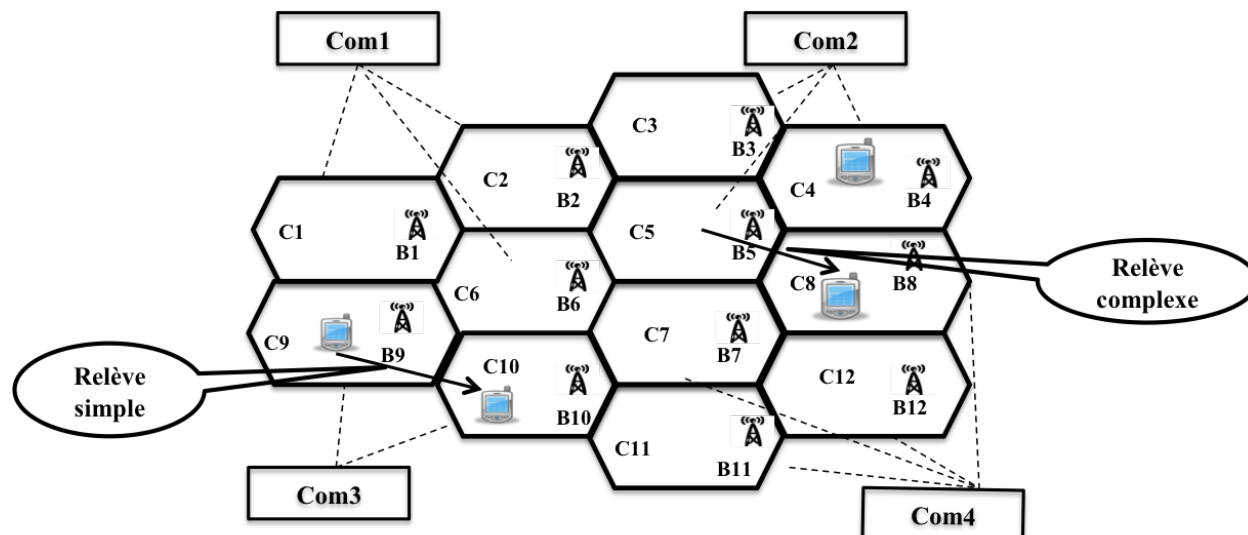 Com1
Com2
C3
B3
C2
B2
C4
B4
C1
B1
C5
B5
C6
B6
C8
B8
Relève
complexe
C9
B9
C7
B7
C10
B10
C12
B12
Relève
simple
C11
B11
Com3
Com4